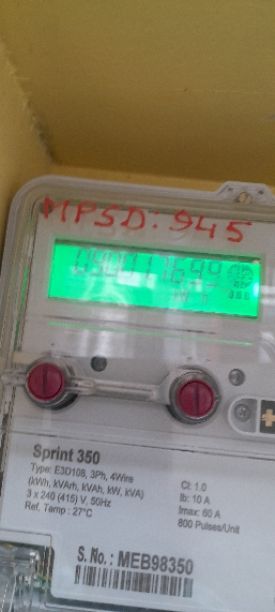 MPSD: 945
Sprint 350
Type: E3D108, 3Ph, 4Wire
(kWh, kVArh, kVAh, kW, kVA)
3 x 240 (415) V, 50Hz
Ref. Temp : 27°C
Cl: 1.0
Ib: 10 A
Imax: 60 A
800 Pulses/Unit
S. No. : MEB98350